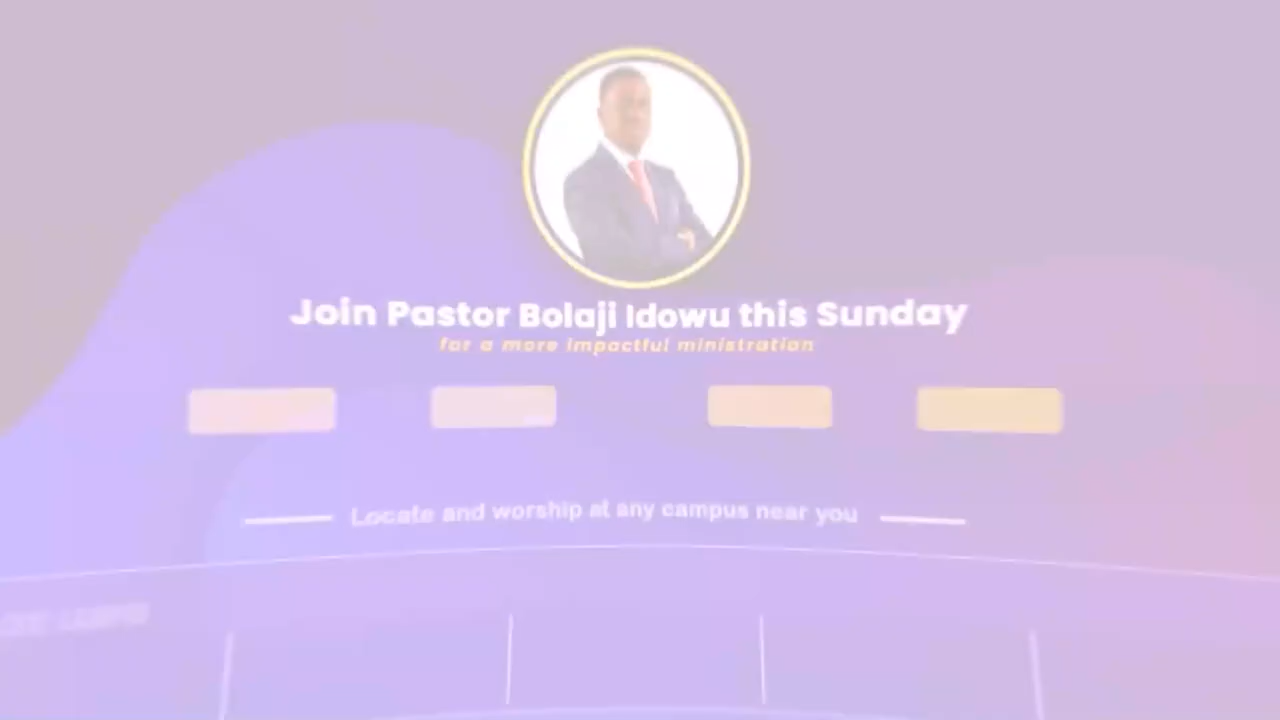 Join Pastor Bolaji Idowu this Sunday
for a more impactful ministration
Locate and worship at any campus near you